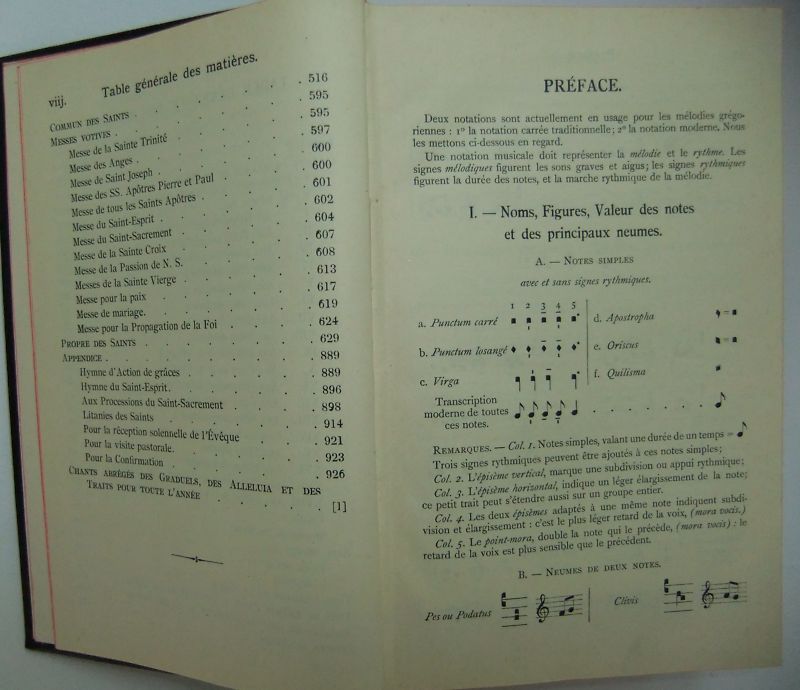 viij. Table générale des matières.
COMMUN DES SAINTS . . . . . . 516
MESSES VOTIVES . . . . . . 595
Messe de la Sainte Trinité . . . . . 595
Messe des Anges . . . . . 597
Messe de Saint Joseph . . . . . 600
Messe des SS. Apôtres Pierre et Paul . . . . 600
Messe de tous les Saints Apôtres . . . . 601
Messe du Saint-Esprit . . . . . 602
Messe du Saint-Sacrement . . . . . 604
Messe de la Sainte Croix . . . . . 607
Messe de la Passion de N. S. . . . . . 608
Messes de la Sainte Vierge . . . . . 613
Messe pour la paix . . . . . 617
Messe de mariage . . . . . 619
Messe pour la Propagation de la Foi . . . . 624
PROPRE DES SAINTS . . . . . . 629
APPENDICE . . . . . . 889
Hymne d'Action de grâces . . . . . 889
Hymne du Saint-Esprit . . . . . 896
Aux Processions du Saint-Sacrement . . . . 898
Litanies des Saints . . . . . 914
Pour la réception solennelle de l'Évêque . . . . 921
Pour la visite pastorale . . . . . 923
Pour la Confirmation . . . . . 926
CHANTS ABRÉGÉS DES GRADUELS, DES ALLELUIA ET DES
TRAITS POUR TOUTE L'ANNÉE . . . . . [1]
PRÉFACE.
Deux notations sont actuellement en usage pour les mélodies grégo-
riennes : 1º la notation carrée traditionnelle; 2º la notation moderne. Nous
les mettons ci-dessous en regard.
Une notation musicale doit représenter la mélodie et le rythme. Les
signes mélodiques figurent les sons graves et aigus; les signes rythmiques
figurent la durée des notes, et la marche rythmique de la mélodie.
I. — Noms, Figures, Valeur des notes
et des principaux neumes.
A. — NOTES SIMPLES
avec et sans signes rythmiques.
1 2 3 4 5
a. Punctum carré
b. Punctum losangé
c. Virga
d. Apostropha
e. Oriscus
f. Quilisma
Transcription
moderne de toutes
ces notes.
REMARQUES. — Col. 1. Notes simples, valant une durée de un temps =
Trois signes rythmiques peuvent être ajoutés à ces notes simples;
Col. 2. L'épisème vertical, marque une subdivision ou appui rythmique;
Col. 3. L'épisème horizontal, indique un léger élargissement de la note;
ce petit trait peut s'étendre aussi sur un groupe entier.
Col. 4. Les deux épisèmes adaptés à une même note indiquent subdi-
vision et élargissement : c'est le plus léger retard de la voix, (mora vocis.)
Col. 5. Le point-mora, double la note qui le précède, (mora vocis) : le
retard de la voix est plus sensible que le précédent.
B. — NEUMES DE DEUX NOTES.
Pes ou Podatus
Clivis